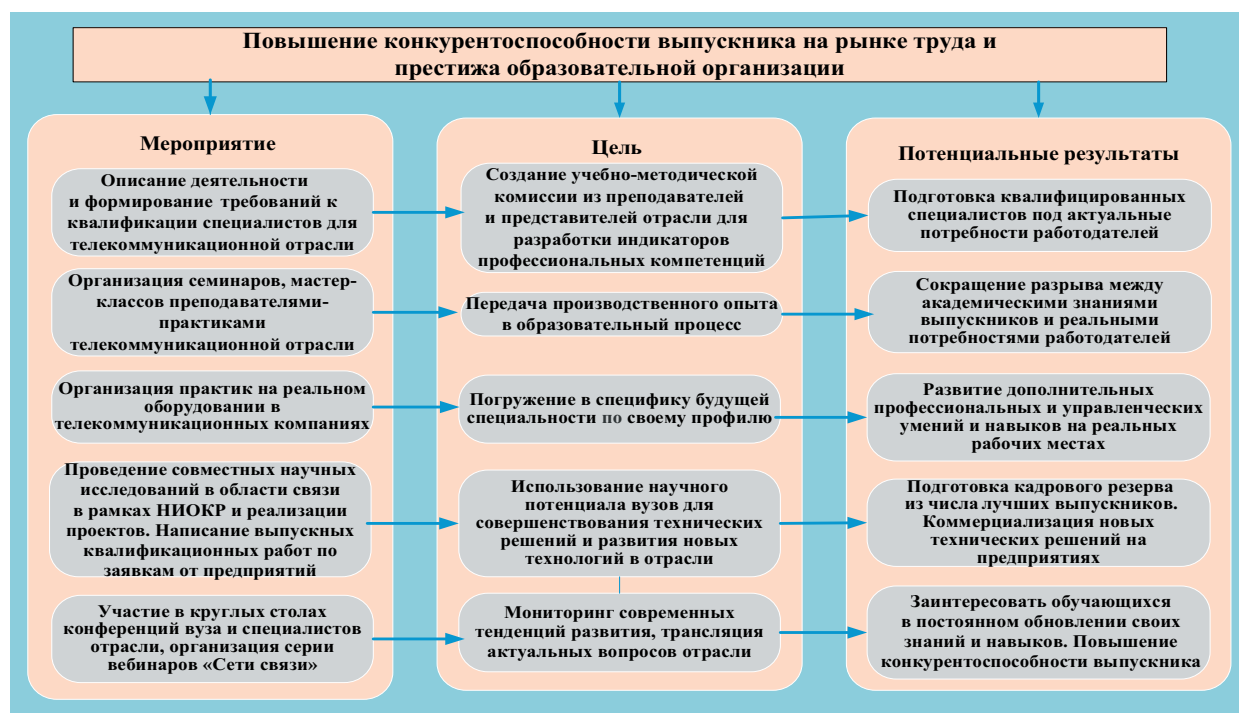 Повышение конкурентоспособности выпускника на рынке труда и
престижа образовательной организации
Мероприятие
Описание деятельности
и формирование требований к
квалификации специалистов для
телекоммуникационной отрасли
Организация семинаров, мастер-
классов преподавателями-
практиками
телекоммуникационной отрасли
Организация практик на реальном
оборудовании в
телекоммуникационных компаниях
Проведение совместных научных
исследований в области связи
в рамках НИОКР и реализации
проектов. Написание выпускных
квалификационных работ по
заявкам от предприятий
Участие в круглых столах
конференций вуза и специалистов
отрасли, организация серии
вебинаров «Сети связи»
Цель
Создание учебно-методической
комиссии из преподавателей
и представителей отрасли для
разработки индикаторов
профессиональных компетенций
Передача производственного опыта
в образовательный процесс
Погружение в специфику будущей
специальности по своему профилю
Использование научного
потенциала вузов для
совершенствования технических
решений и развития новых
технологий в отрасли
Мониторинг современных
тенденций развития, трансляция
актуальных вопросов отрасли
Потенциальные результаты
Подготовка квалифицированных
специалистов под актуальные
потребности работодателей
Сокращение разрыва между
академическими знаниями
выпускников и реальными
потребностями работодателей
Развитие дополнительных
профессиональных и управленческих
умений и навыков на реальных
рабочих местах
Подготовка кадрового резерва
из числа лучших выпускников.
Коммерциализация новых
технических решений на
предприятиях
Заинтересовать обучающихся
в постоянном обновлении своих
знаний и навыков. Повышение
конкурентоспособности выпускника